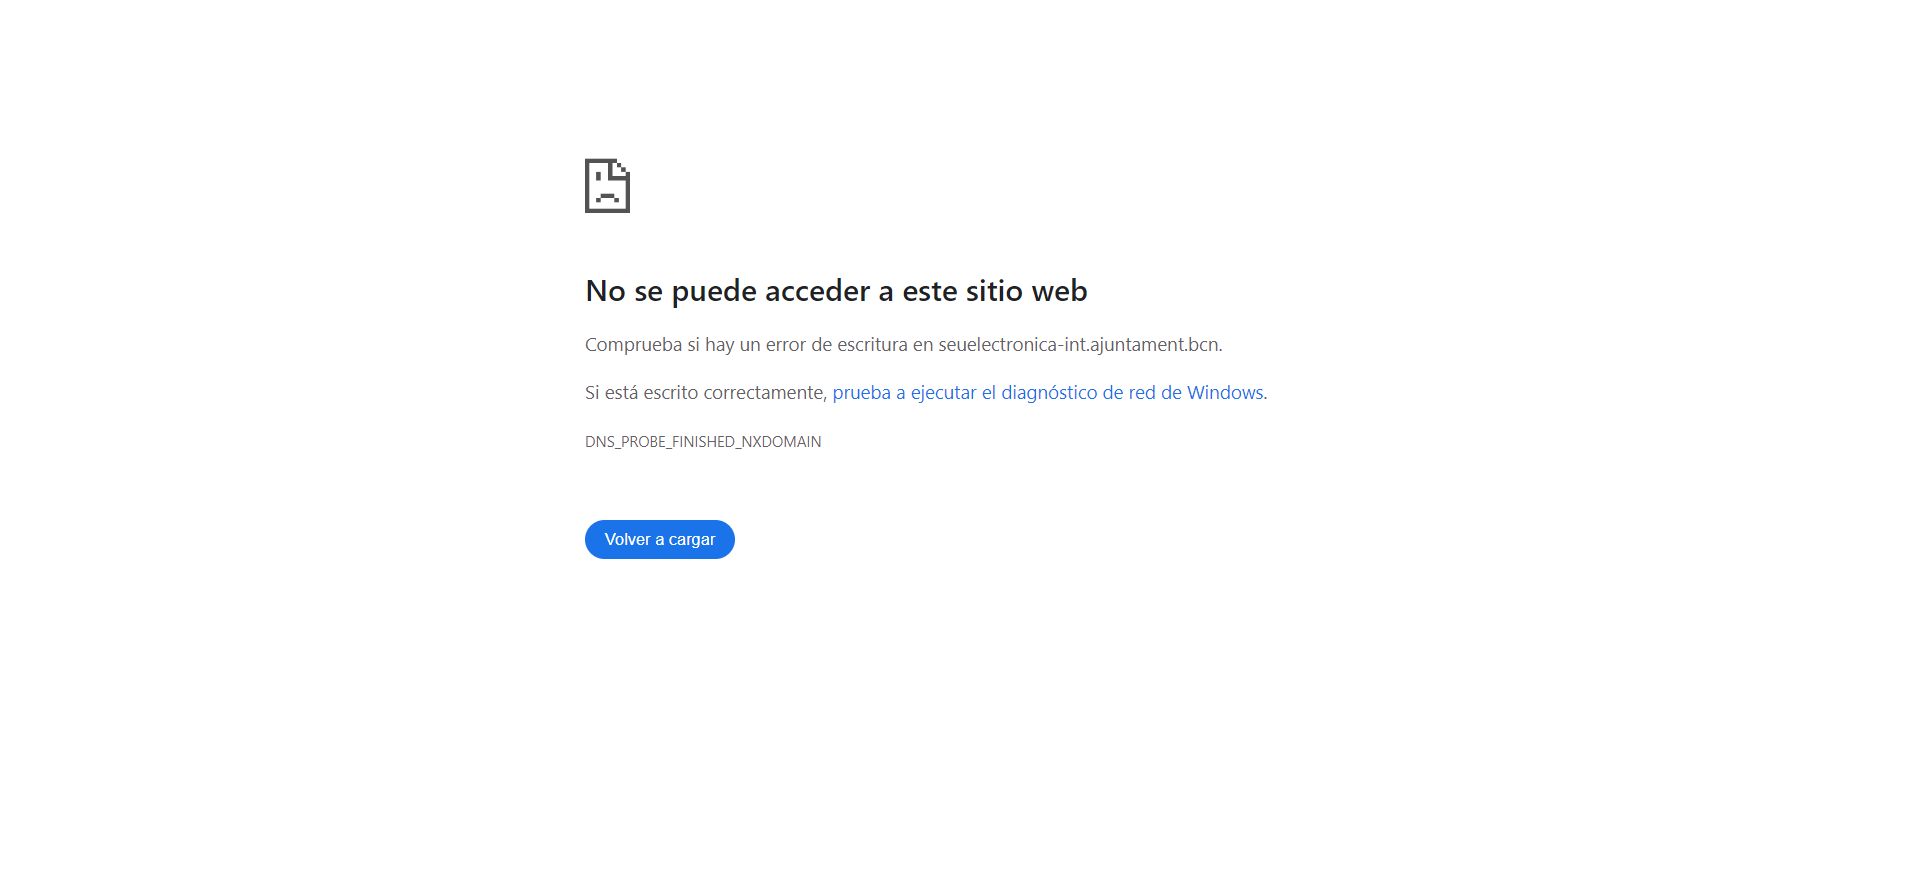 No se puede acceder a este sitio web
Comprueba si hay un error de escritura en seuelectronica-int.ajuntament.bcn.
Si está escrito correctamente, prueba a ejecutar el diagnóstico de red de Windows.
DNS_PROBE_FINISHED_NXDOMAIN
Volver a cargar